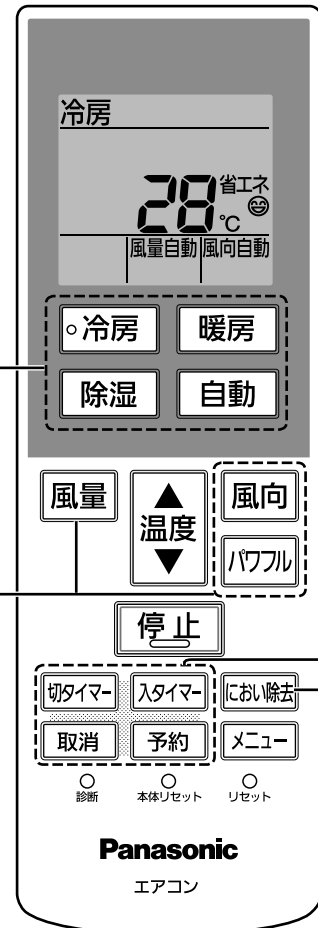 冷房
28℃ 省エネ
風量自動 風向自動
冷房 暖房
除湿 自動
風量 温度 風向
パワフル
停止
切タイマー 入タイマー におい除去
取消 予約 メニュー
診断 本体リセット リセット
Panasonic
エアコン